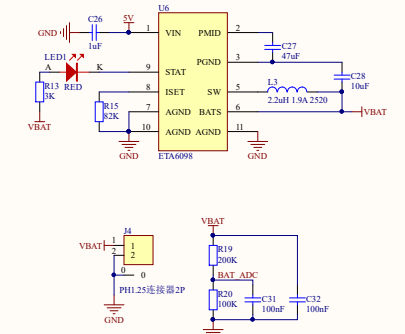 U6
C26
5V
GND
1uF
1
VIN
PMID
2
C27
47uF
PGND
3
LED1
A
K
RED
9
STAT
C28
10uF
R13
3K
VBAT
8
ISET
SW
5
L3
2.2uH 1.9A 2520
R15
82K
7
AGND
BATS
6
VBAT
10
AGND
AGND
11
GND
ETA6098
GND
J4
VBAT
1
1
2
2
0
0
PH1.25连接器2P
GND
VBAT
R19
200K
BAT_ADC
R20
100K
C31
100nF
C32
100nF